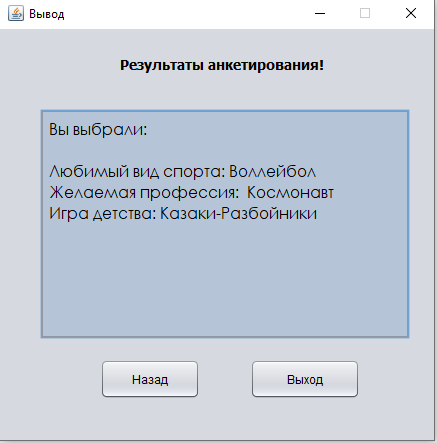 Вывод
Результаты анкетирования!
Вы выбрали:
Любимый вид спорта: Воллейбол
Желаемая профессия:  Космонавт
Игра детства: Казаки-Разбойники
Назад
Выход